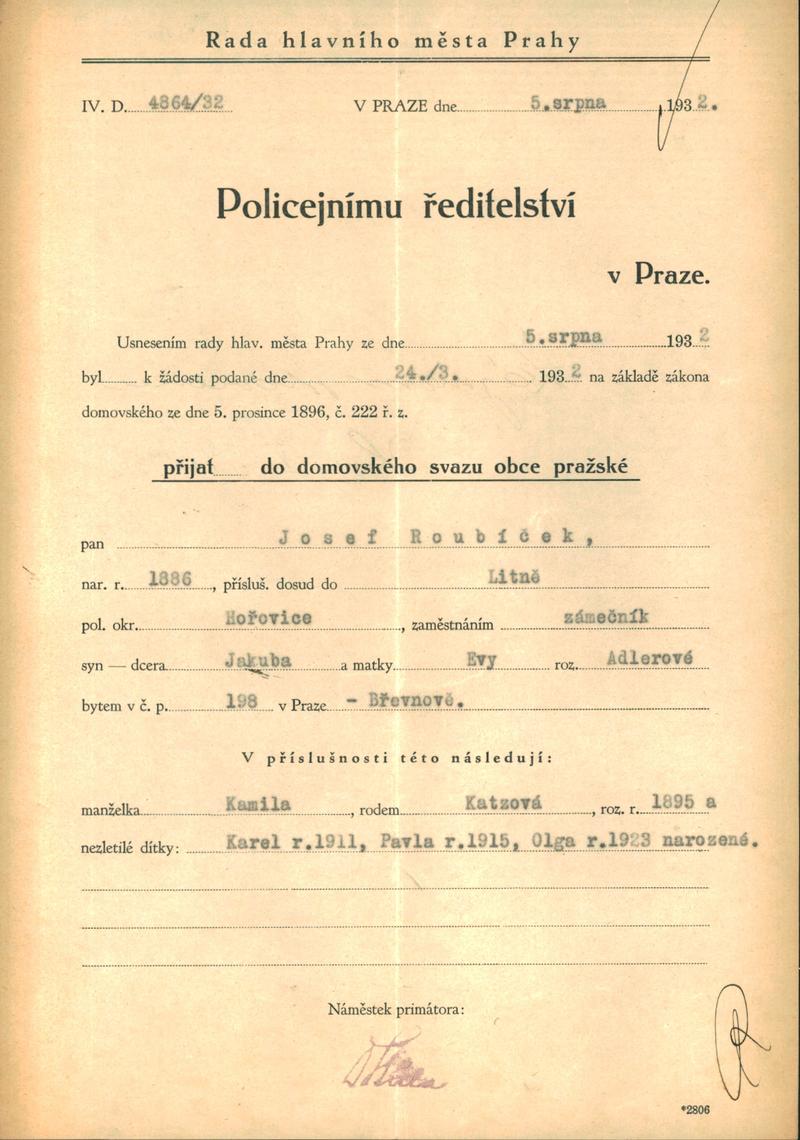 Rada hlavního města Prahy
IV. D. 4864/32 V PRAZE dne 5.srpna 1932.
Policejnímu ředitelství
v Praze.
Usnesením rady hlav. města Prahy ze dne 5.srpna 1932
byl k žádosti podané dne 24./3. 1932 na základě zákona
domovského ze dne 5. prosince 1896, č. 222 ř. z.
přijat do domovského svazu obce pražské
pan Josef Roubíček,
nar. r. 1886, přísluš. dosud do Litně
pol. okr. Hořovice, zaměstnáním zámečník
syn — dcera Jakuba a matky Evy roz. Adlerové
bytem v č. p. 198 v Praze - Břevnově.
V příslušnosti této následují:
manželka Kamila, rodem Katzová, roz. r. 1895 a
nezletilé dítky: Karel r.1911, Pavla r.1915, Olga r.1923 narozené.
Náměstek primátora:
*2806